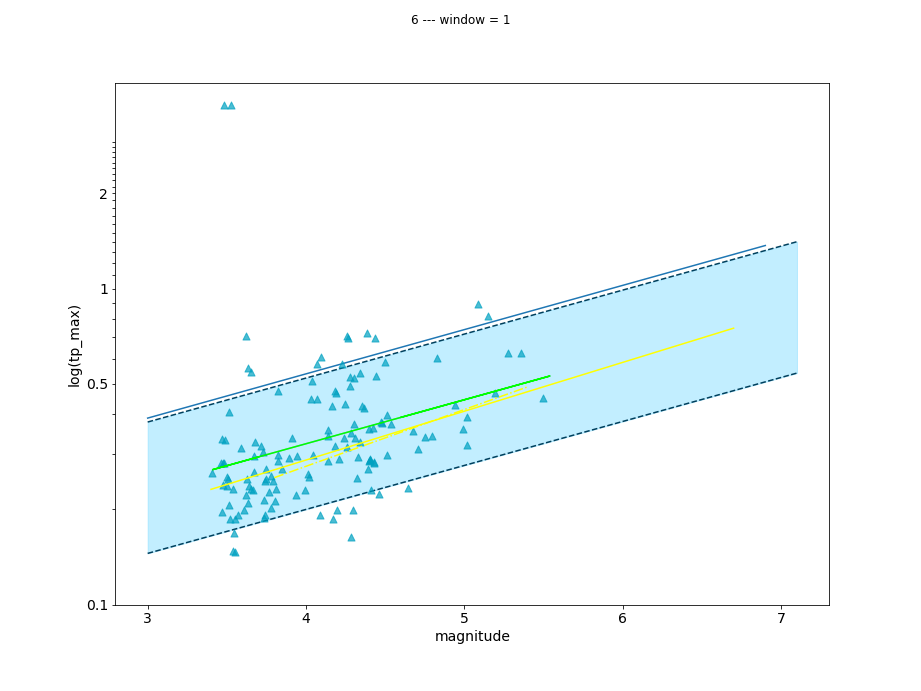 6 --- window = 1
log(tp_max)
2
1
0.5
0.1
3 4 5 6 7
magnitude